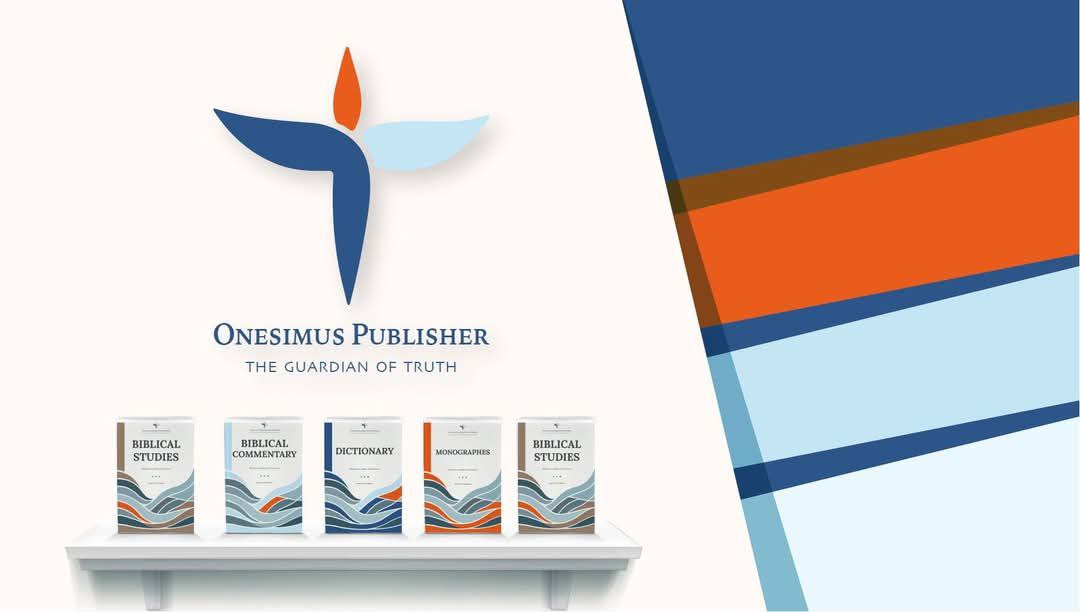 ONESIMUS PUBLISHER
THE GUARDIAN OF TRUTH
BIBLICAL
STUDIES
BIBLICAL
COMMENTARY
DICTIONARY
MONOGRAPHES
BIBLICAL
STUDIES